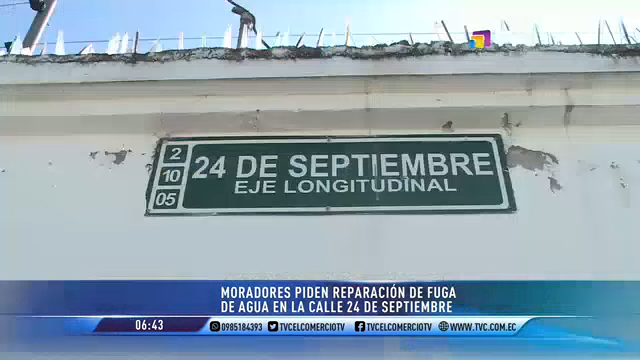 2
10
05
24 DE SEPTIEMBRE
EJE LONGITUDINAL
MORADORES PIDEN REPARACIÓN DE FUGA
DE AGUA EN LA CALLE 24 DE SEPTIEMBRE
06:43 0985184393 TVCELCOMERCIOTV TVCELCOMERCIOTV WWW.TVC.COM.EC